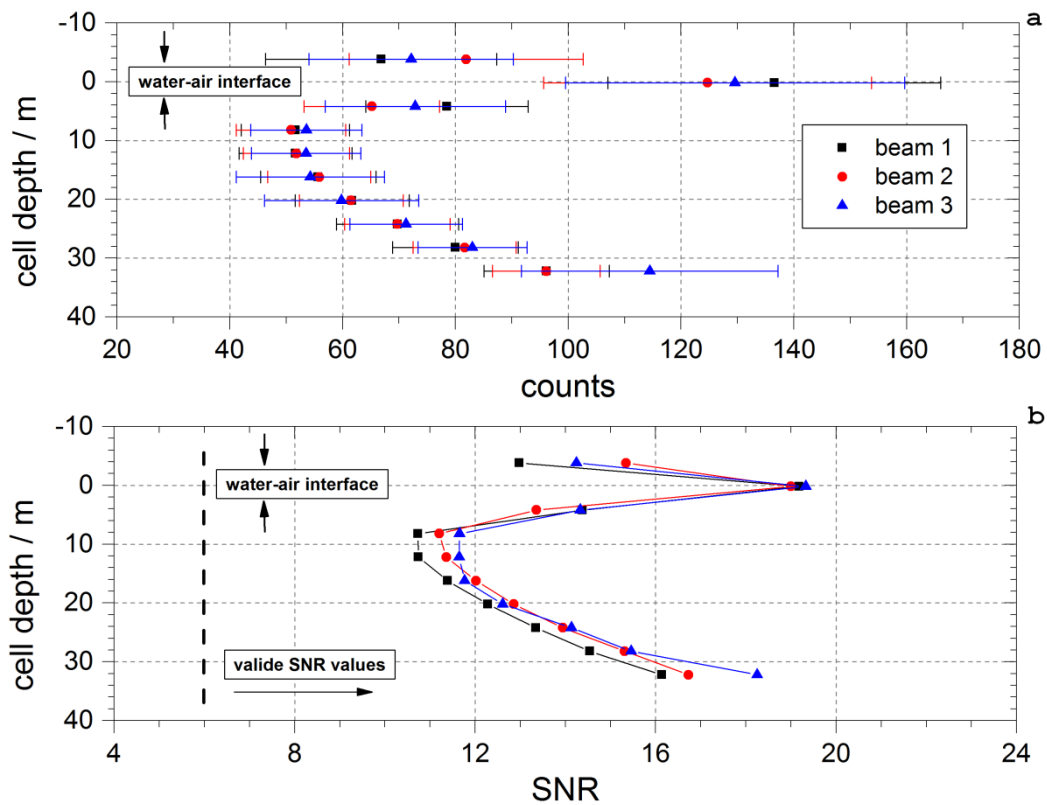 a
-10
0
10
20
30
40
cell depth / m
water-air interface
beam 1
beam 2
beam 3
20 40 60 80 100 120 140 160 180
counts
b
-10
0
10
20
30
40
cell depth / m
water-air interface
valide SNR values
4 8 12 16 20 24
SNR